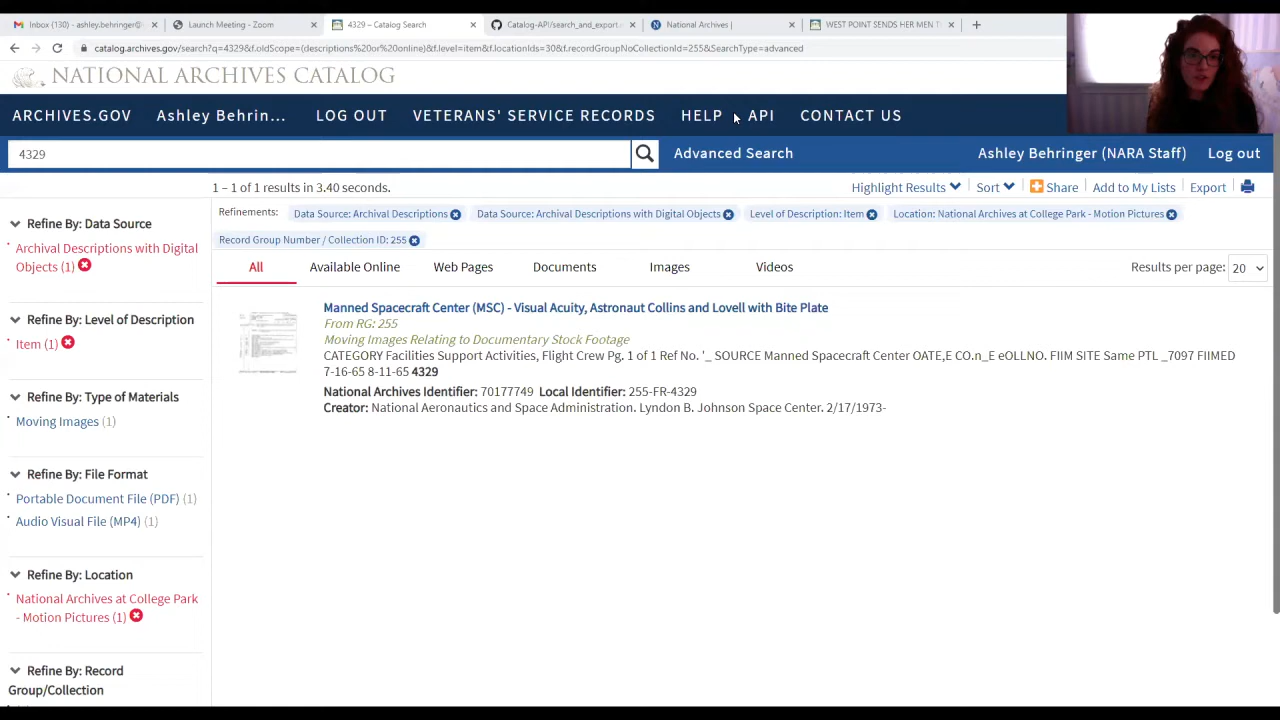 Inbox (130) - ashley.behringer@
Launch Meeting - Zoom
4329 – Catalog Search
Catalog-API/search_and_export.
National Archives |
WEST POINT SENDS HER MEN T
catalog.archives.gov/search?q=4329&f.oldScope=(descriptions%20or%20online)&f.level=item&f.locationIds=30&f.recordGroupNoCollectionId=255&SearchType=advanced
NATIONAL ARCHIVES CATALOG
ARCHIVES.GOV Ashley Behrin... LOG OUT VETERANS' SERVICE RECORDS HELP API CONTACT US
4329 Advanced Search Ashley Behringer (NARA Staff) Log out
1 – 1 of 1 results in 3.40 seconds. Highlight Results Sort Share Add to My Lists Export
Refinements: Data Source: Archival Descriptions Data Source: Archival Descriptions with Digital Objects Level of Description: Item Location: National Archives at College Park - Motion Pictures
Record Group Number / Collection ID: 255
All Available Online Web Pages Documents Images Videos Results per page: 20
Refine By: Data Source
Archival Descriptions with Digital
Objects (1)
Refine By: Level of Description
Item (1)
Refine By: Type of Materials
Moving Images (1)
Refine By: File Format
Portable Document File (PDF) (1)
Audio Visual File (MP4) (1)
Refine By: Location
National Archives at College Park
- Motion Pictures (1)
Refine By: Record
Group/Collection
Manned Spacecraft Center (MSC) - Visual Acuity, Astronaut Collins and Lovell with Bite Plate
From RG: 255
Moving Images Relating to Documentary Stock Footage
CATEGORY Facilities Support Activities, Flight Crew Pg. 1 of 1 Ref No. '_ SOURCE Manned Spacecraft Center OATE,E CO.n_E eOLLNO. FIIM SITE Same PTL _7097 FIIMED
7-16-65 8-11-65 4329
National Archives Identifier: 70177749 Local Identifier: 255-FR-4329
Creator: National Aeronautics and Space Administration. Lyndon B. Johnson Space Center. 2/17/1973-